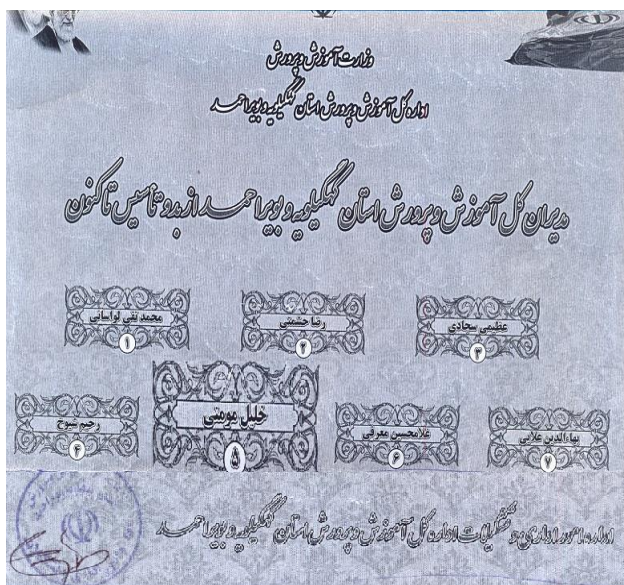 وزارت آموزش و پرورش
اداره کل آموزش و پرورش استان کهگیلویه و بویراحمد
مدیران کل آموزش و پرورش استان کهگیلویه و بویراحمد از بدو تأسیس تاکنون
محمد تقی لواسانی
۱
رضا حشمتی
۲
عظیمی سجادی
۳
رحیم شیوخ
۴
خلیل مومنی
۵
غلامحسین معرفی
۶
بهاءالدین علایی
۷
اداره امور اداری و تشکیلات اداره کل آموزش و پرورش استان کهگیلویه و بویراحمد